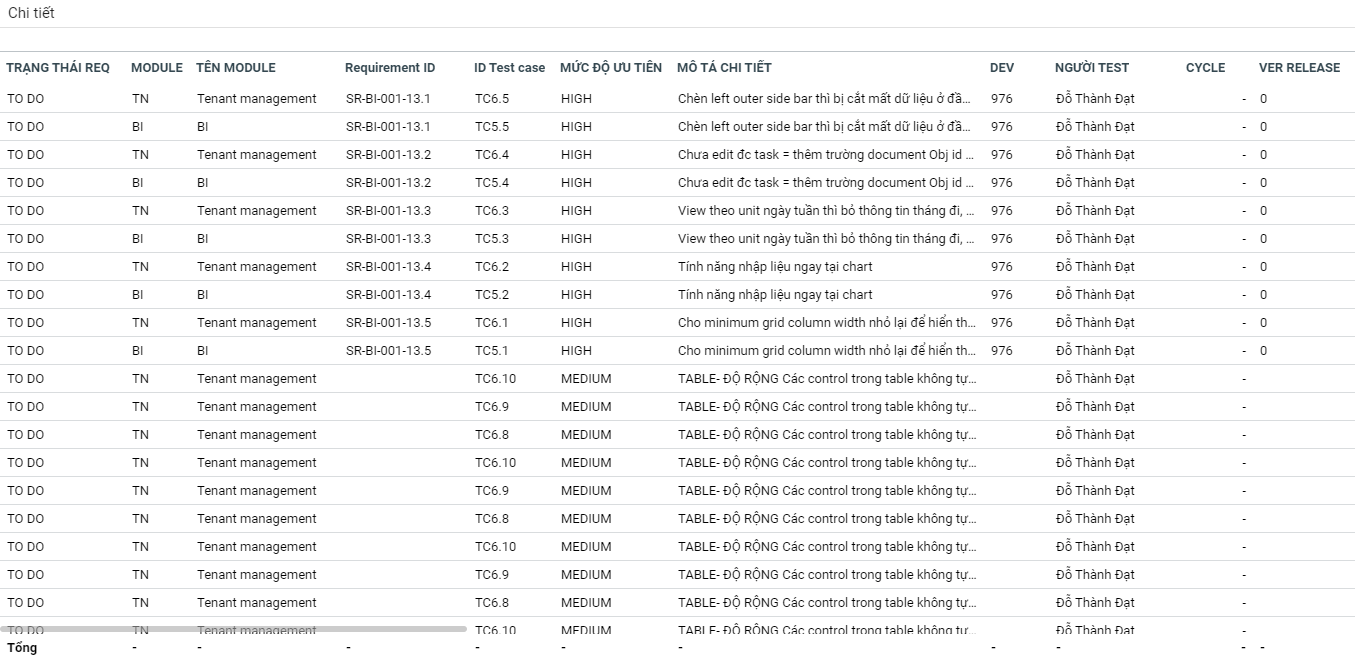 Chi tiết
TRẠNG THÁI REQ MODULE TÊN MODULE Requirement ID ID Test case MỨC ĐỘ ƯU TIÊN MÔ TẢ CHI TIẾT DEV NGƯỜI TEST CYCLE VER RELEASE
TO DO TN Tenant management SR-BI-001-13.1 TC6.5 HIGH Chèn left outer side bar thì bị cắt mất dữ liệu ở đầ... 976 Đỗ Thành Đạt - 0
TO DO BI BI SR-BI-001-13.1 TC5.5 HIGH Chèn left outer side bar thì bị cắt mất dữ liệu ở đầ... 976 Đỗ Thành Đạt - 0
TO DO TN Tenant management SR-BI-001-13.2 TC6.4 HIGH Chưa edit đc task = thêm trường document Obj id ... 976 Đỗ Thành Đạt - 0
TO DO BI BI SR-BI-001-13.2 TC5.4 HIGH Chưa edit đc task = thêm trường document Obj id ... 976 Đỗ Thành Đạt - 0
TO DO TN Tenant management SR-BI-001-13.3 TC6.3 HIGH View theo unit ngày tuần thì bỏ thông tin tháng đi, ... 976 Đỗ Thành Đạt - 0
TO DO BI BI SR-BI-001-13.3 TC5.3 HIGH View theo unit ngày tuần thì bỏ thông tin tháng đi, ... 976 Đỗ Thành Đạt - 0
TO DO TN Tenant management SR-BI-001-13.4 TC6.2 HIGH Tính năng nhập liệu ngay tại chart 976 Đỗ Thành Đạt - 0
TO DO BI BI SR-BI-001-13.4 TC5.2 HIGH Tính năng nhập liệu ngay tại chart 976 Đỗ Thành Đạt - 0
TO DO TN Tenant management SR-BI-001-13.5 TC6.1 HIGH Cho minimum grid column width nhỏ lại để hiển th... 976 Đỗ Thành Đạt - 0
TO DO BI BI SR-BI-001-13.5 TC5.1 HIGH Cho minimum grid column width nhỏ lại để hiển th... 976 Đỗ Thành Đạt - 0
TO DO TN Tenant management TC6.10 MEDIUM TABLE- ĐỘ RỘNG Các control trong table không tự... Đỗ Thành Đạt -
TO DO TN Tenant management TC6.9 MEDIUM TABLE- ĐỘ RỘNG Các control trong table không tự... Đỗ Thành Đạt -
TO DO TN Tenant management TC6.8 MEDIUM TABLE- ĐỘ RỘNG Các control trong table không tự... Đỗ Thành Đạt -
TO DO TN Tenant management TC6.10 MEDIUM TABLE- ĐỘ RỘNG Các control trong table không tự... Đỗ Thành Đạt -
TO DO TN Tenant management TC6.9 MEDIUM TABLE- ĐỘ RỘNG Các control trong table không tự... Đỗ Thành Đạt -
TO DO TN Tenant management TC6.8 MEDIUM TABLE- ĐỘ RỘNG Các control trong table không tự... Đỗ Thành Đạt -
TO DO TN Tenant management TC6.10 MEDIUM TABLE- ĐỘ RỘNG Các control trong table không tự... Đỗ Thành Đạt -
TO DO TN Tenant management TC6.9 MEDIUM TABLE- ĐỘ RỘNG Các control trong table không tự... Đỗ Thành Đạt -
TO DO TN Tenant management TC6.8 MEDIUM TABLE- ĐỘ RỘNG Các control trong table không tự... Đỗ Thành Đạt -
TO DO TN Tenant management TC6.10 MEDIUM TABLE- ĐỘ RỘNG Các control trong table không tự... Đỗ Thành Đạt -
Tổng - - - - - - - - - -